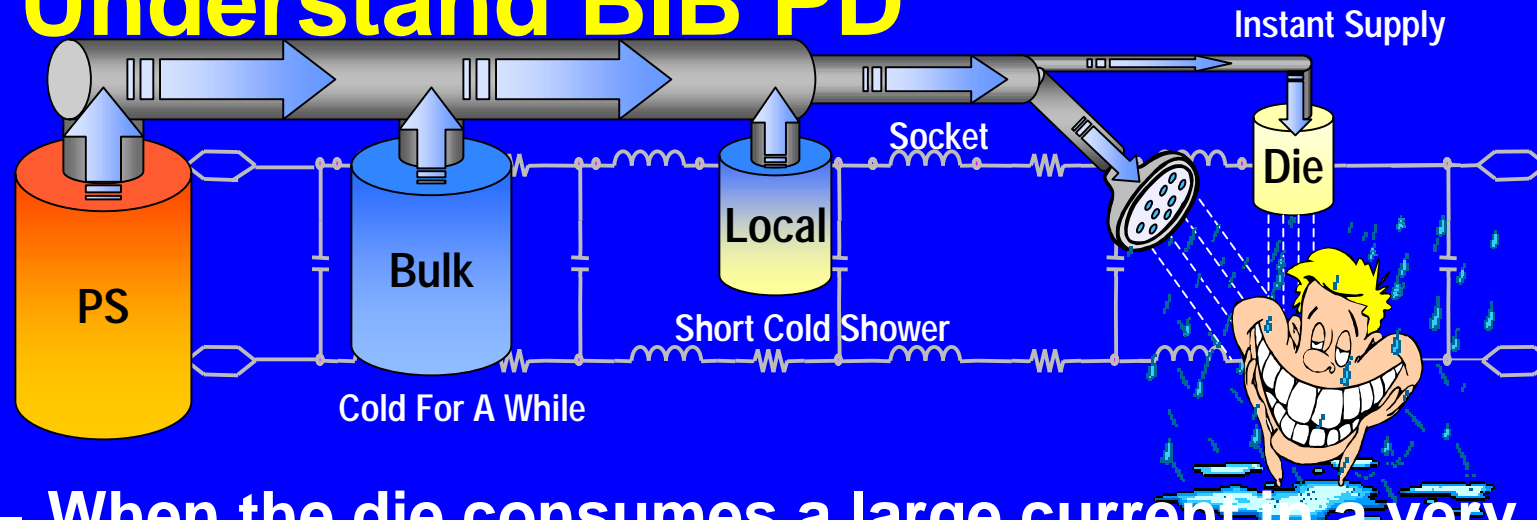 Understand BIB PD
Instant Supply
Socket
Die
Local
Bulk
PS
Short Cold Shower
Cold For A While
- When the die consumes a large current in a very